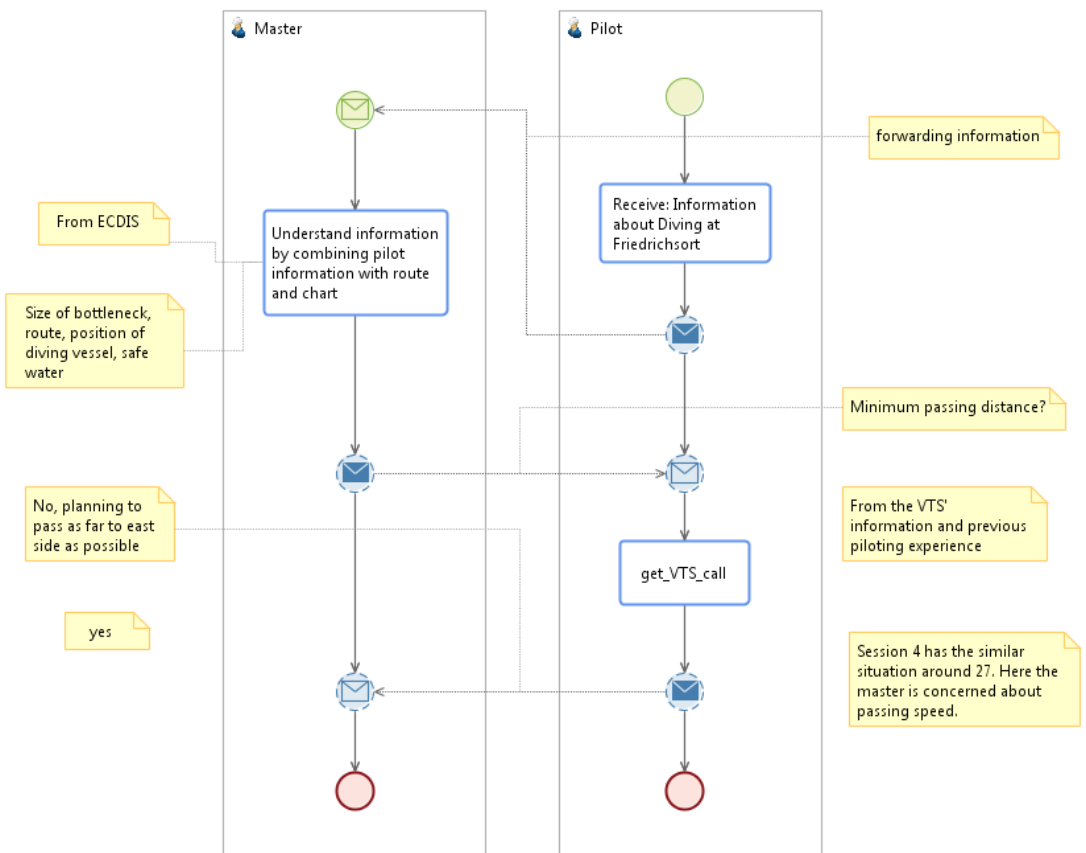 Master
Pilot
forwarding information
Receive: Information
about Diving at
Friedrichsort
From ECDIS
Understand information
by combining pilot
information with route
and chart
Size of bottleneck,
route, position of
diving vessel, safe
water
Minimum passing distance?
No, planning to
pass as far to east
side as possible
From the VTS'
information and previous
piloting experience
get_VTS_call
yes
Session 4 has the similar
situation around 27. Here the
master is concerned about
passing speed.